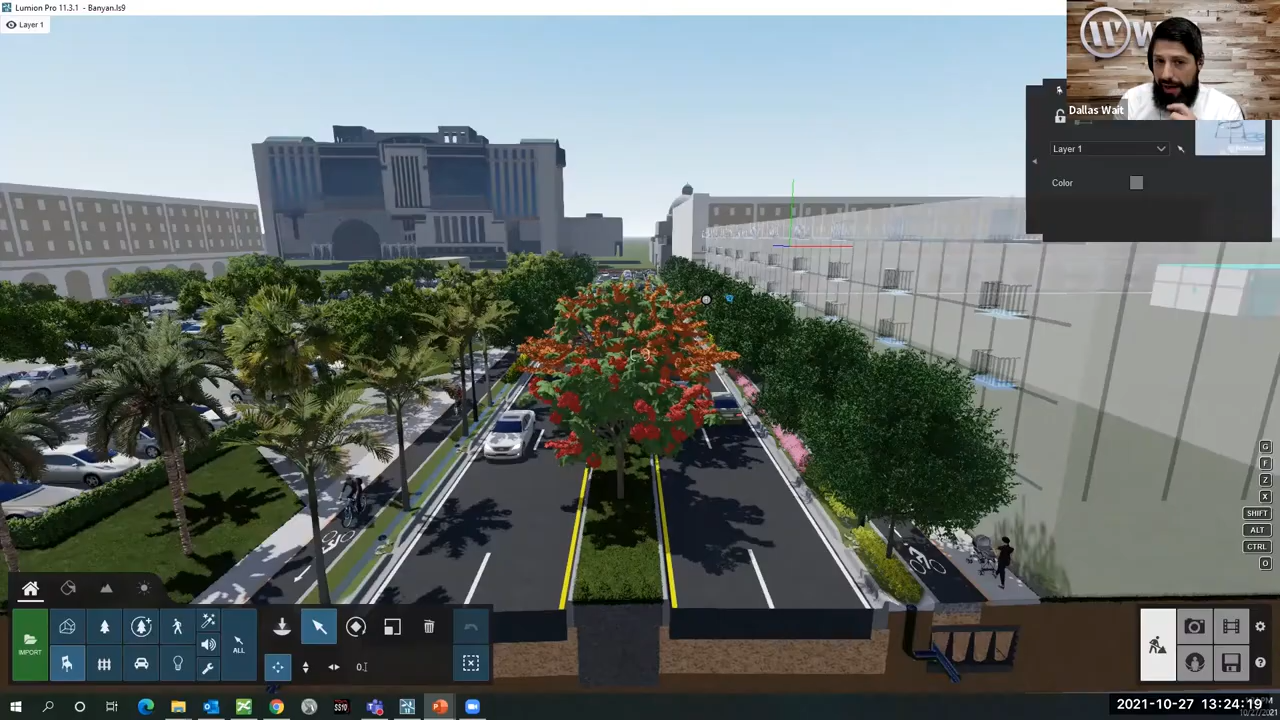 Lumion Pro 11.3.1 - Banyan.ls9
Layer 1
W
Dallas Wait
Layer 1
Color
G
F
Z
X
SHIFT
ALT
CTRL
O
IMPORT
ALL
SS10
2021-10-27 13:24:19